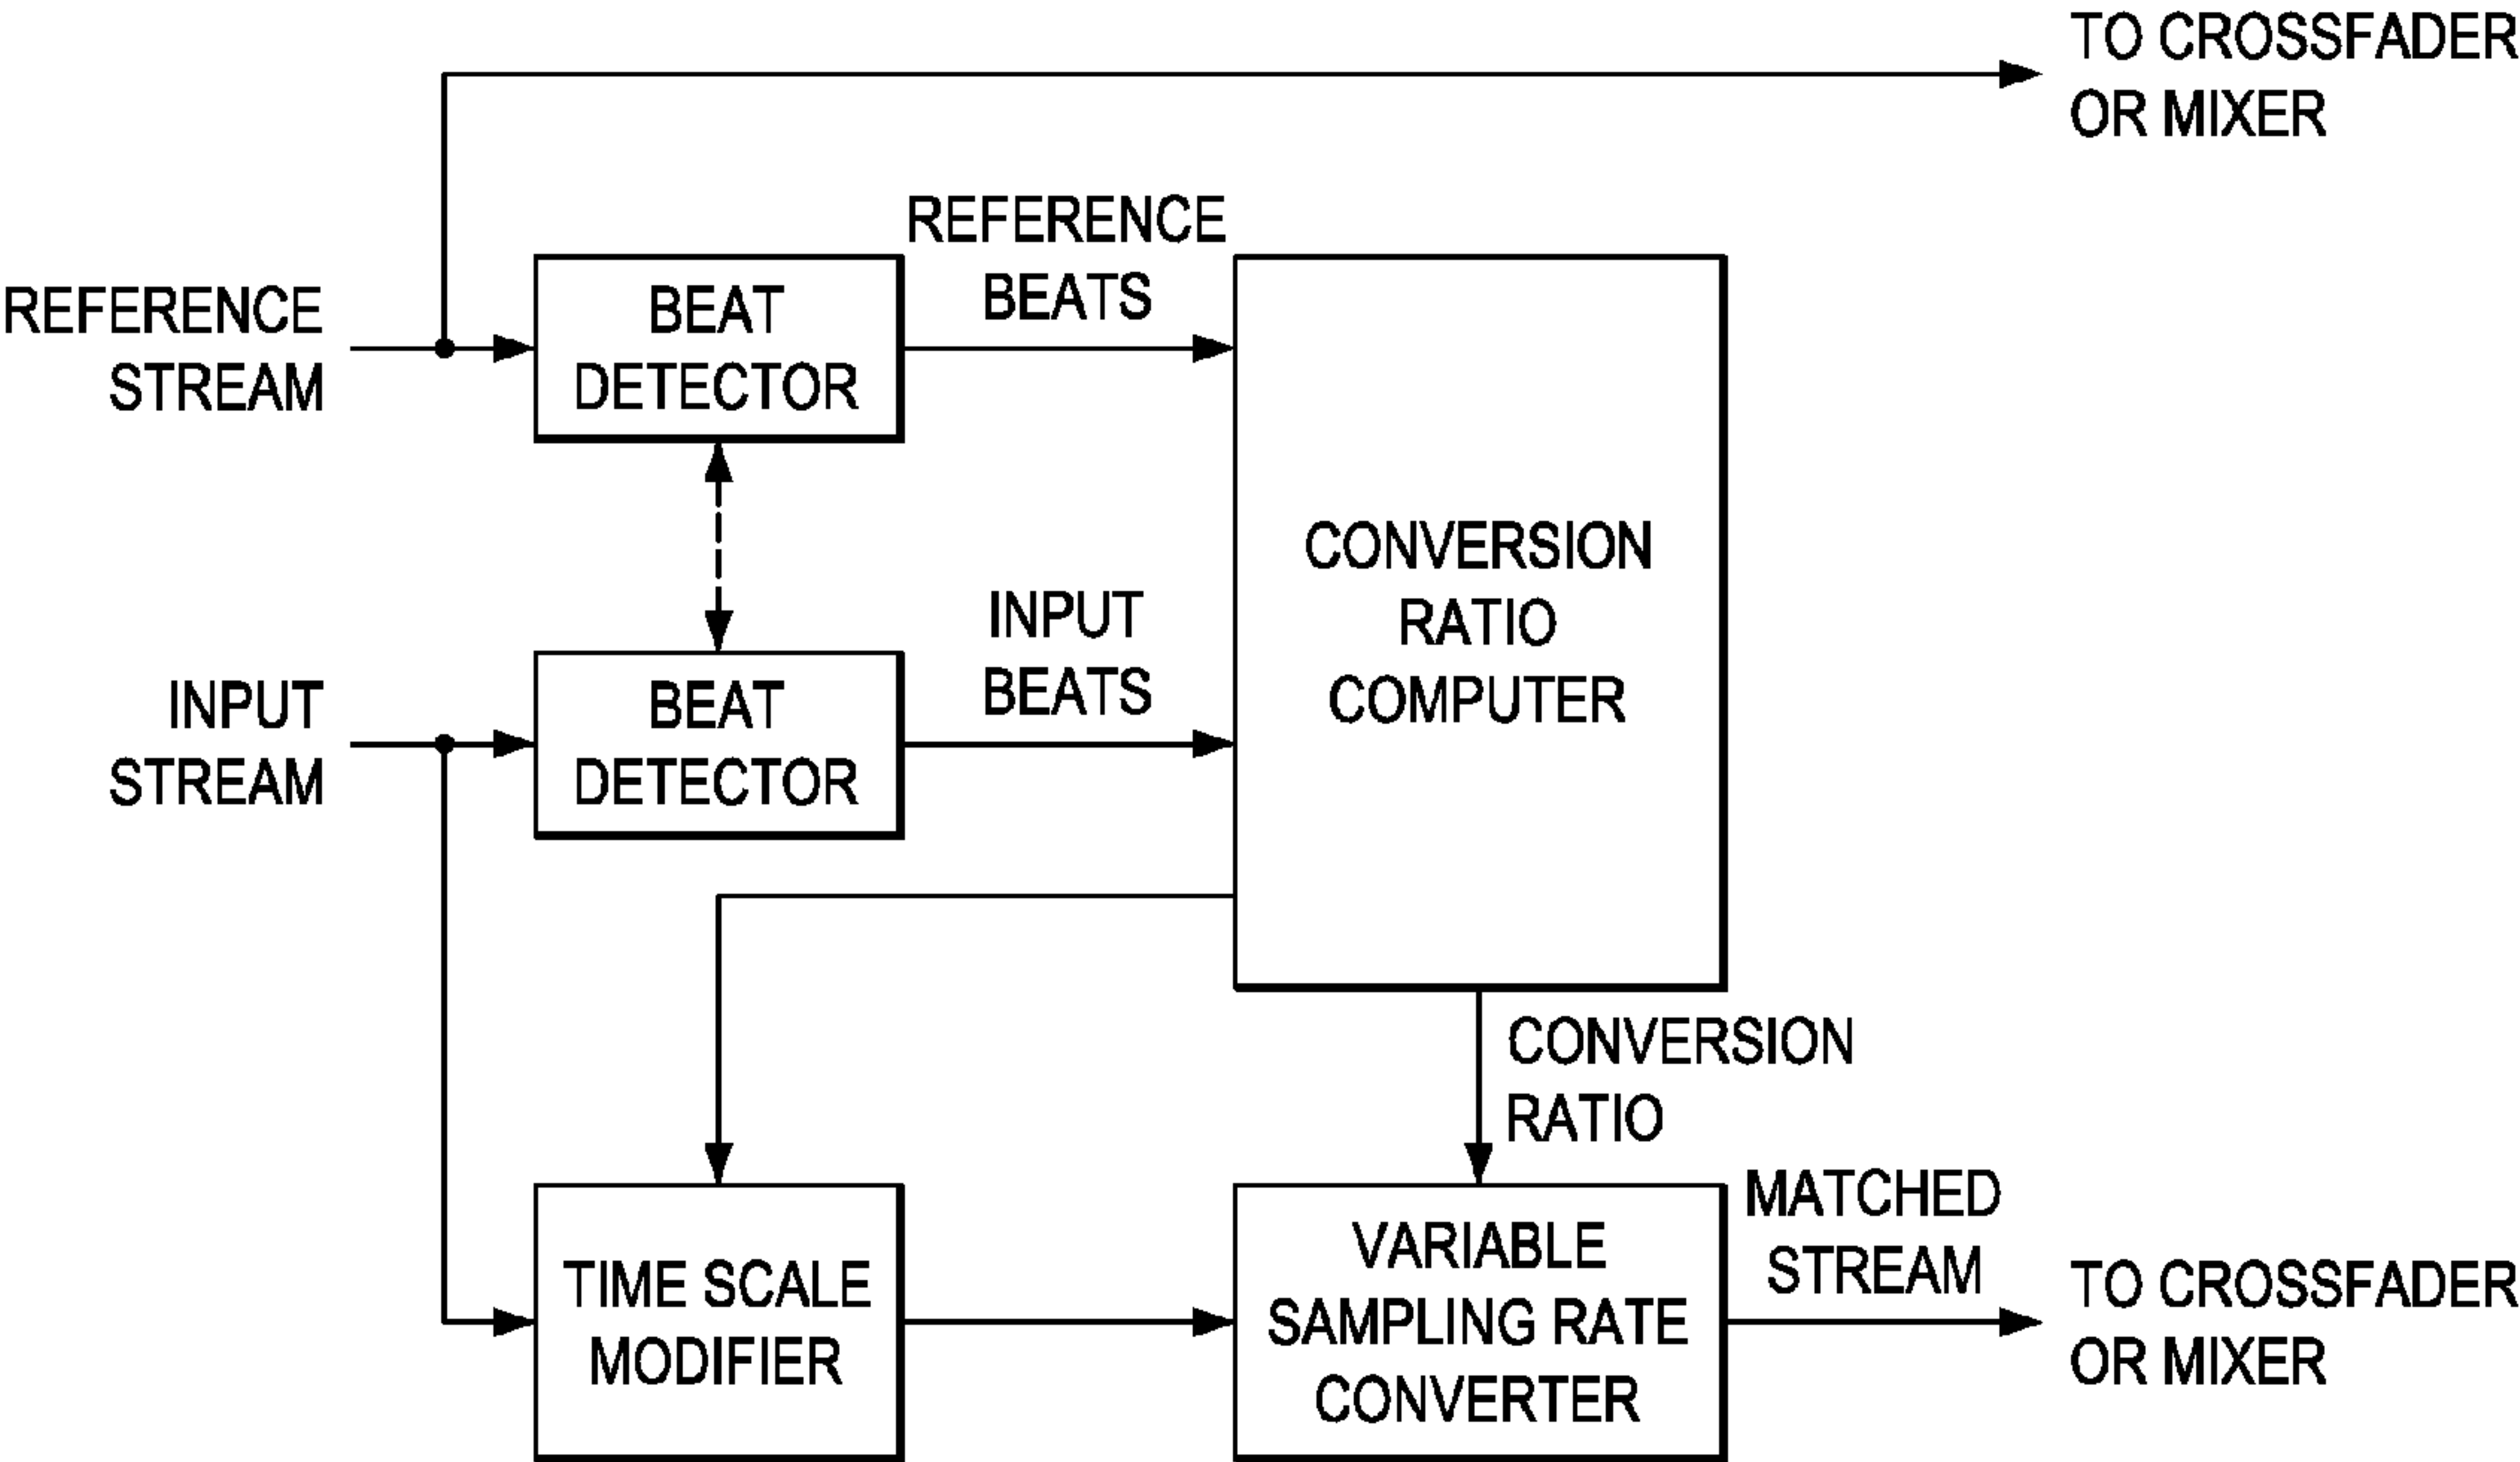 TO CROSSFADER
OR MIXER
REFERENCE
BEATS
REFERENCE
STREAM
BEAT
DETECTOR
CONVERSION
RATIO
COMPUTER
INPUT
BEATS
INPUT
STREAM
BEAT
DETECTOR
CONVERSION
RATIO
TIME SCALE
MODIFIER
VARIABLE
SAMPLING RATE
CONVERTER
MATCHED
STREAM
TO CROSSFADER
OR MIXER